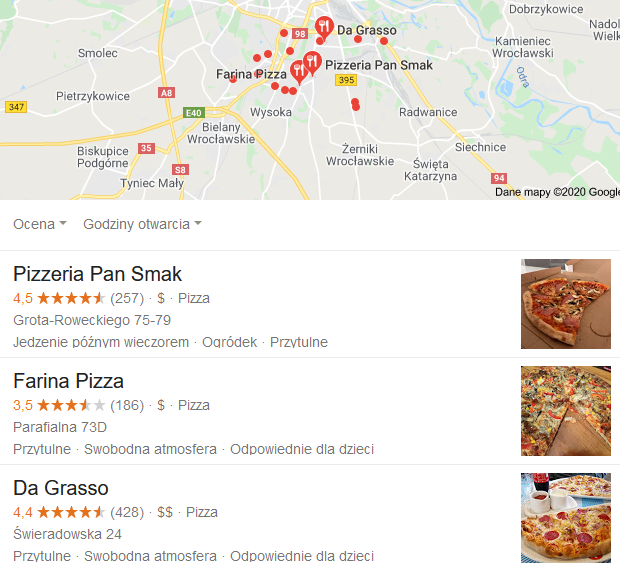 Dobrzykowice
Nadol
Wielk
98
Da Grasso
Kamieniec
Wrocławski
Smolec
Farina Pizza
Pizzeria Pan Smak
395
Odra
A8
Pietrzykowice
347
E40
Wysoka
Radwanice
Bielany
Wrocławskie
Biskupice
Podgórne
35
Żerniki
Wrocławskie
Siechnice
Święta
Katarzyna
S8
Tyniec Mały
94
Dane mapy ©2020 Google
Ocena Godziny otwarcia
Pizzeria Pan Smak
4,5 (257) · $ · Pizza
Grota-Roweckiego 75-79
Jedzenie późnym wieczorem · Ogródek · Przytulne
Farina Pizza
3,5 (186) · $ · Pizza
Parafialna 73D
Przytulne · Swobodna atmosfera · Odpowiednie dla dzieci
Da Grasso
4,4 (428) · $$ · Pizza
Świeradowska 24
Przytulne · Swobodna atmosfera · Odpowiednie dla dzieci